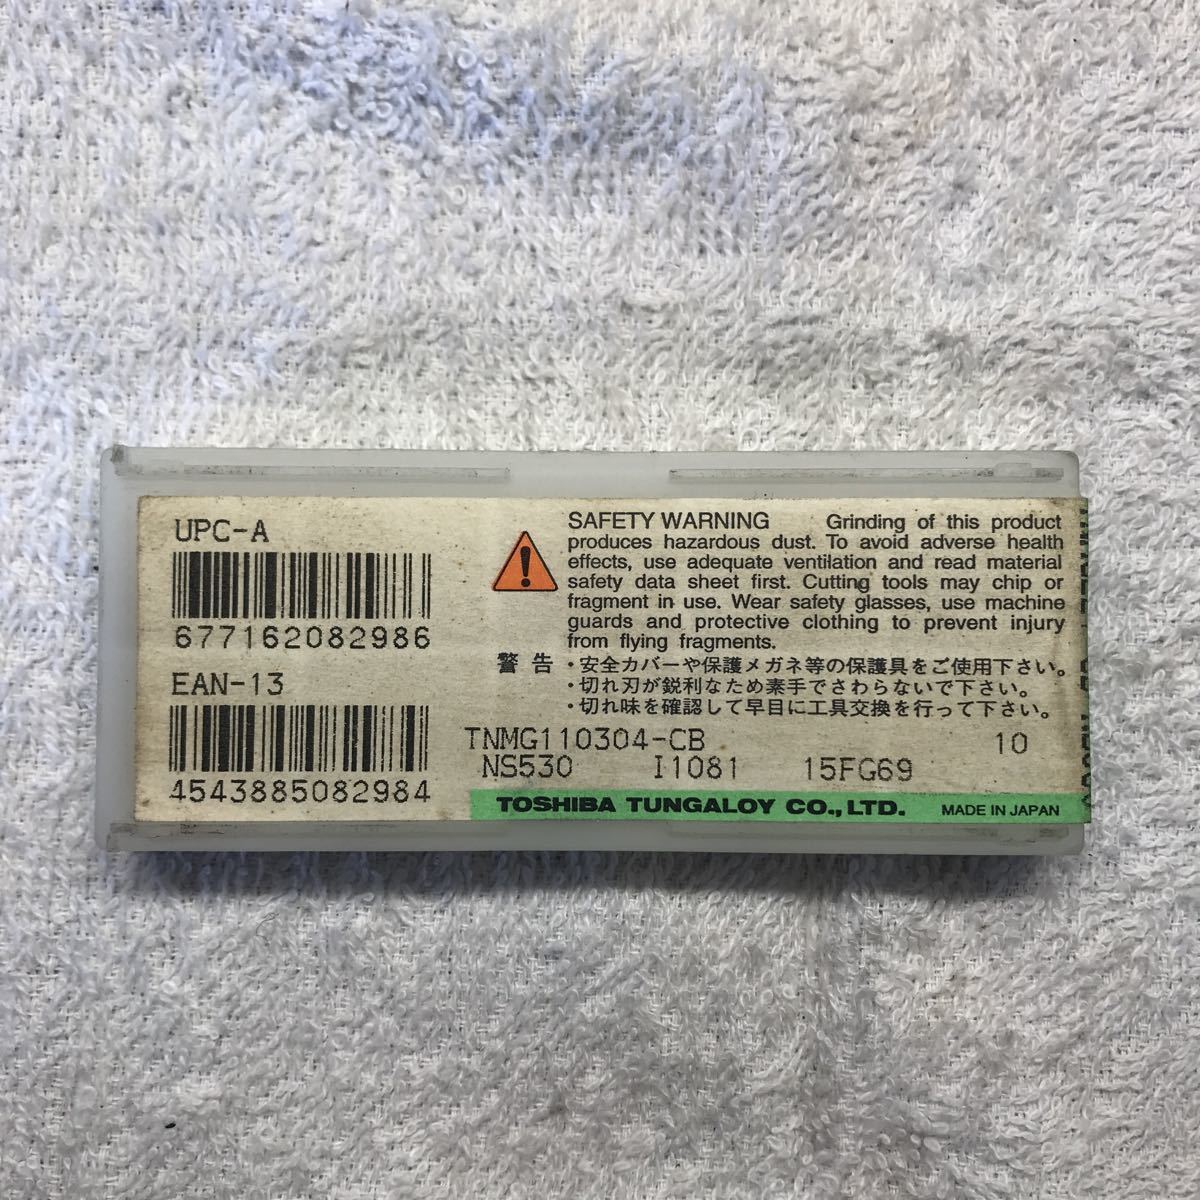 UPC-A
677162082986
EAN-13
4543885082984
SAFETY WARNING Grinding of this product
produces hazardous dust. To avoid adverse health
effects, use adequate ventilation and read material
safety data sheet first. Cutting tools may chip or
fragment in use. Wear safety glasses, use machine
guards and protective clothing to prevent injury
from flying fragments.
警告・安全カバーや保護メガネ等の保護具をご使用下さい。
・切れ刃が鋭利なため素手でさわらないで下さい。
・切れ味を確認して早目に工具交換を行って下さい。
TNMG110304-CB 10
NS530 I1081 15FG69
TOSHIBA TUNGALOY CO., LTD. MADE IN JAPAN